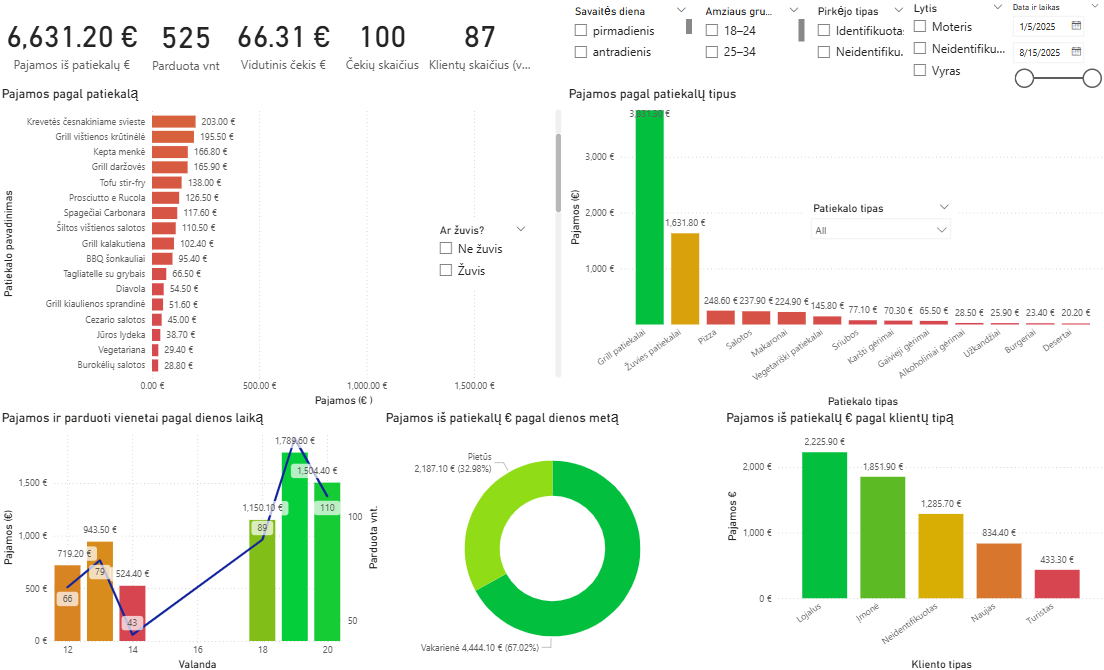 6,631.20 €
Pajamos iš patiekalų €
525
Parduota vnt
66.31 €
Vidutinis čekis €
100
Čekių skaičius
87
Klientų skaičius (v...
Savaitės diena
pirmadienis
antradienis
Amziaus gru...
18–24
25–34
Pirkėjo tipas
Identifikuotas
Neidentifiku.
Lytis
Moteris
Neidentifiku...
Vyras
Data ir laikas
1/5/2025
8/15/2025
Pajamos pagal patiekalą
Patiekalo pavadinimas
Krevetės česnakiniame svieste 203.00 €
Grill vištienos krūtinėlė 195.50 €
Kepta menkė 166.80 €
Grill daržovės 165.90 €
Tofu stir-fry 138.00 €
Prosciutto e Rucola 126.50 €
Spagečiai Carbonara 117.60 €
Šiltos vištienos salotos 110.50 €
Grill kalakutiena 102.40 €
BBQ šonkauliai 95.40 €
Tagliatelle su grybais 66.50 €
Diavola 54.50 €
Grill kiaulienos sprandinė 51.60 €
Cezario salotos 45.00 €
Jūros lydeka 38.70 €
Vegetariana 29.40 €
Burokėlių salotos 28.80 €
0.00 € 500.00 € 1,000.00 € 1,500.00 €
Pajamos (€ )
Ar žuvis?
Ne žuvis
Žuvis
Pajamos pagal patiekalų tipus
Pajamos (€)
3,000 €
2,000 €
1,000 €
3,831.30 €
1,631.80 €
248.60 €
237.90 €
224.90 €
145.80 €
77.10 €
70.30 €
65.50 €
28.50 €
25.90 €
23.40 €
20.20 €
Grill patiekalai
Žuvies patiekalai
Pizza
Salotos
Makaronai
Vegetariški patiekalai
Sriubos
Karšti gėrimai
Gaivieji gėrimai
Alkoholiniai gėrimai
Užkandžiai
Burgeriai
Desertai
Patiekalo tipas
Patiekalo tipas
All
Pajamos ir parduoti vienetai pagal dienos laiką
Pajamos (€)
1,500 €
1,000 €
500 €
0 €
719.20 €
943.50 €
524.40 €
1,150.10 €
1,789.60 €
1,504.40 €
66
79
43
89
110
100
50
Parduota vnt.
12 14 16 18 20
Valanda
Pajamos iš patiekalų € pagal dienos metą
Pietūs
2,187.10 € (32.98%)
Vakarienė 4,444.10 € (67.02%)
Pajamos iš patiekalų € pagal klientų tipą
Pajamos €
2,000 €
1,000 €
0 €
2,225.90 €
1,851.90 €
1,285.70 €
834.40 €
433.30 €
Lojalus
Įmonė
Neidentifikuotas
Naujas
Turistas
Kliento tipas